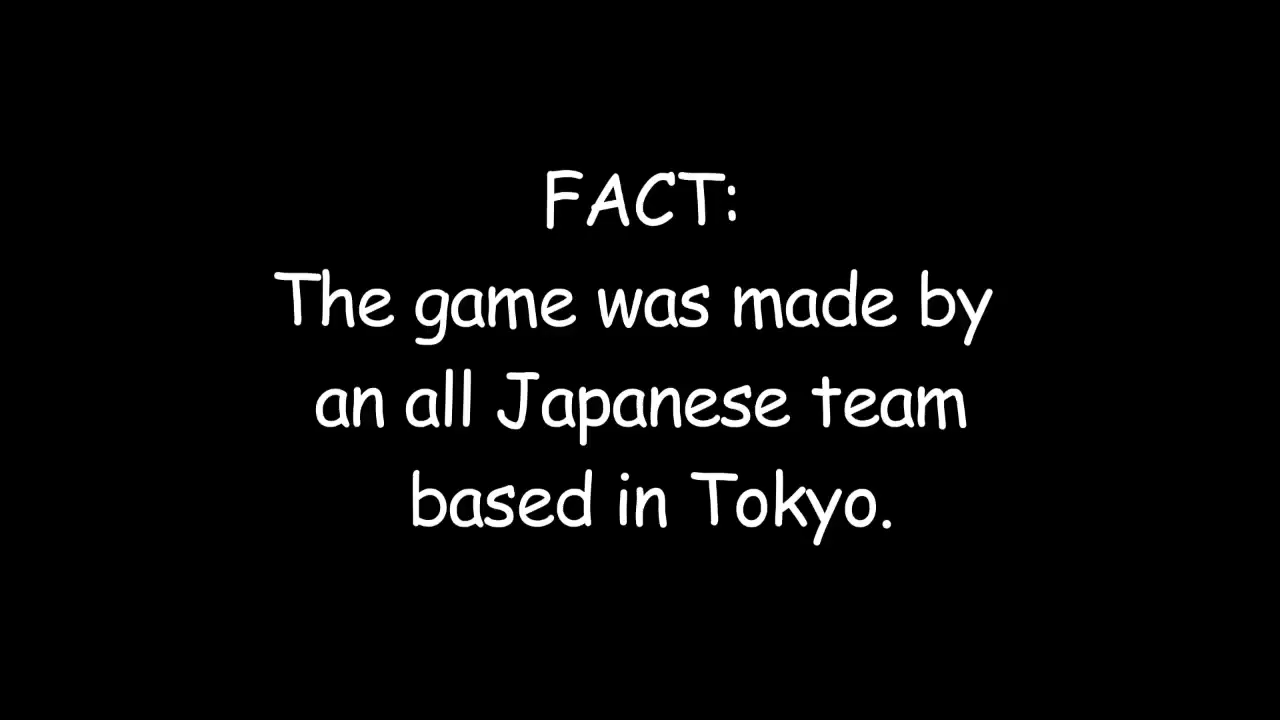 FACT:
The game was made by
an all Japanese team
based in Tokyo.